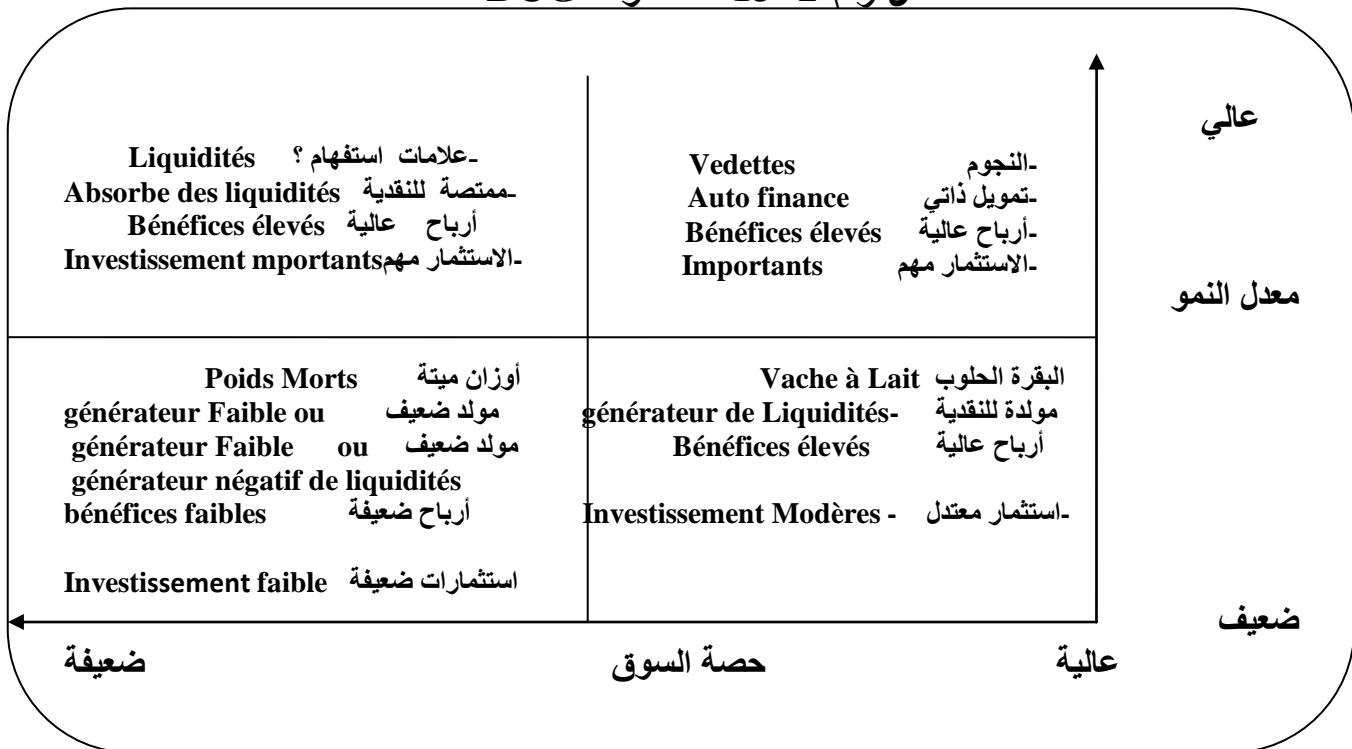 عالي
-النجوم Vedettes
-تمويل ذاتي Auto finance
-أرباح عالية Bénéfices élevés
-الاستثمار مهم Importants
-علامات استفهام ؟ Liquidités
-ممتصة للنقدية Absorbe des liquidités
أرباح عالية Bénéfices élevés
-الاستثمار مهم Investissement mportants
معدل النمو
البقرة الحلوب Vache à Lait
مولدة للنقدية -générateur de Liquidités
أرباح عالية Bénéfices élevés
-استثمار معتدل - Investissement Modères
أوزان ميتة Poids Morts
مولد ضعيف générateur Faible ou
مولد ضعيف générateur Faible ou
générateur négatif de liquidités
أرباح ضعيفة bénéfices faibles
استثمارات ضعيفة Investissement faible
ضعيف
عالية حصة السوق ضعيفة